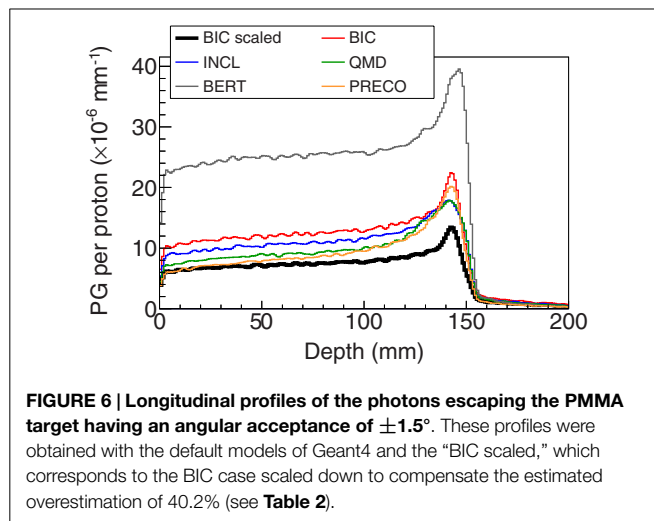 BIC scaled BIC
INCL QMD
BERT PRECO
PG per proton (×10⁻⁶ mm⁻¹)
40
30
20
10
0
0 50 100 150 200
Depth (mm)
FIGURE 6 | Longitudinal profiles of the photons escaping the PMMA
target having an angular acceptance of ±1.5°. These profiles were
obtained with the default models of Geant4 and the “BIC scaled,” which
corresponds to the BIC case scaled down to compensate the estimated
overestimation of 40.2% (see Table 2).